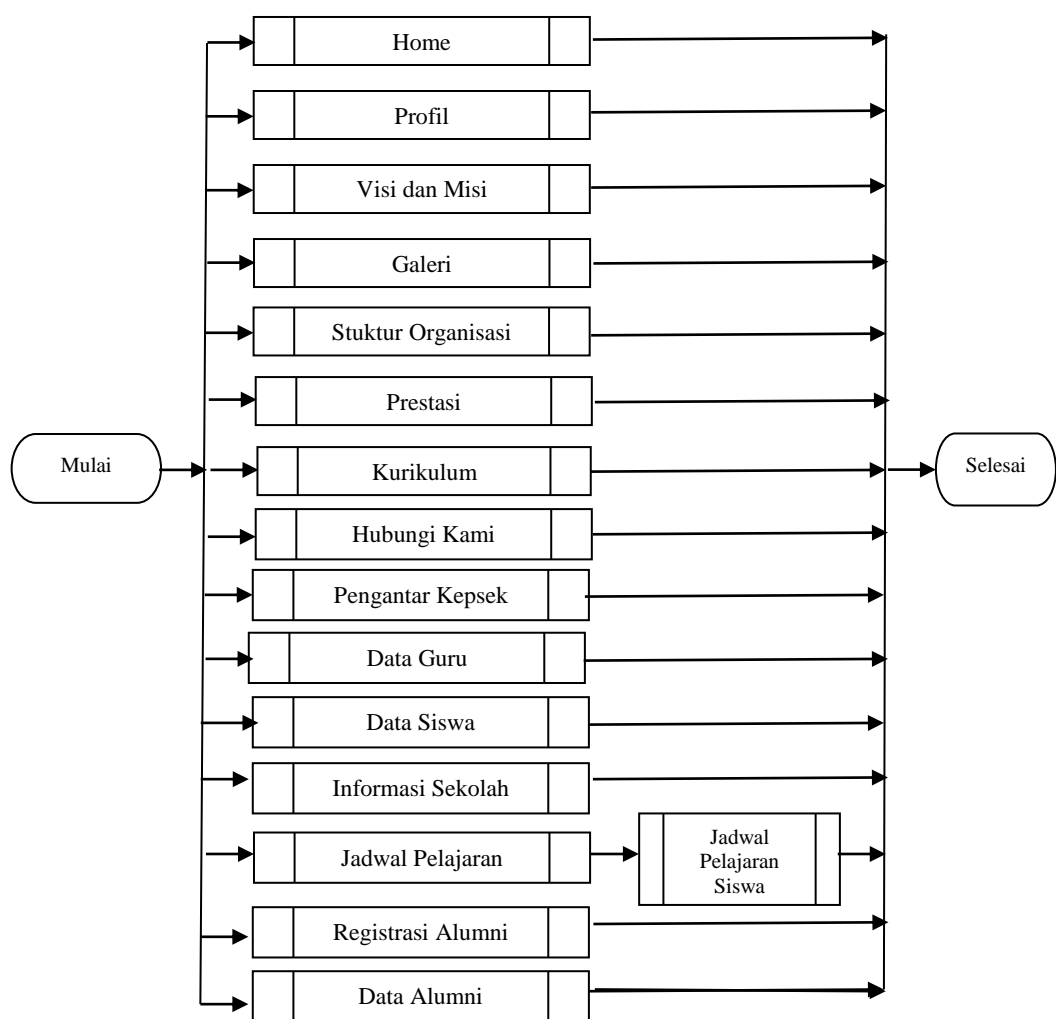 Home
Profil
Visi dan Misi
Galeri
Stuktur Organisasi
Prestasi
Mulai
Kurikulum
Selesai
Hubungi Kami
Pengantar Kepsek
Data Guru
Data Siswa
Informasi Sekolah
Jadwal Pelajaran
Jadwal
Pelajaran
Siswa
Registrasi Alumni
Data Alumni